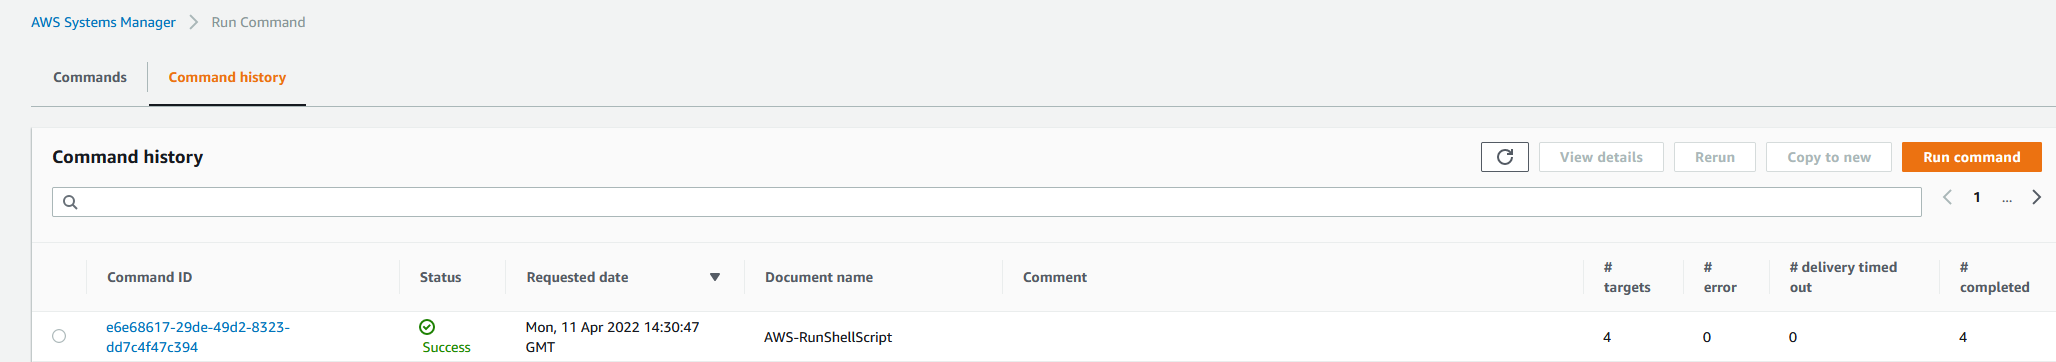 AWS Systems Manager > Run Command
Commands Command history
Command history View details Rerun Copy to new Run command
1 ...
Command ID Status Requested date Document name Comment # targets # error # delivery timed out # completed
e6e68617-29de-49d2-8323-dd7c4f47c394 Success Mon, 11 Apr 2022 14:30:47 GMT AWS-RunShellScript 4 0 0 4